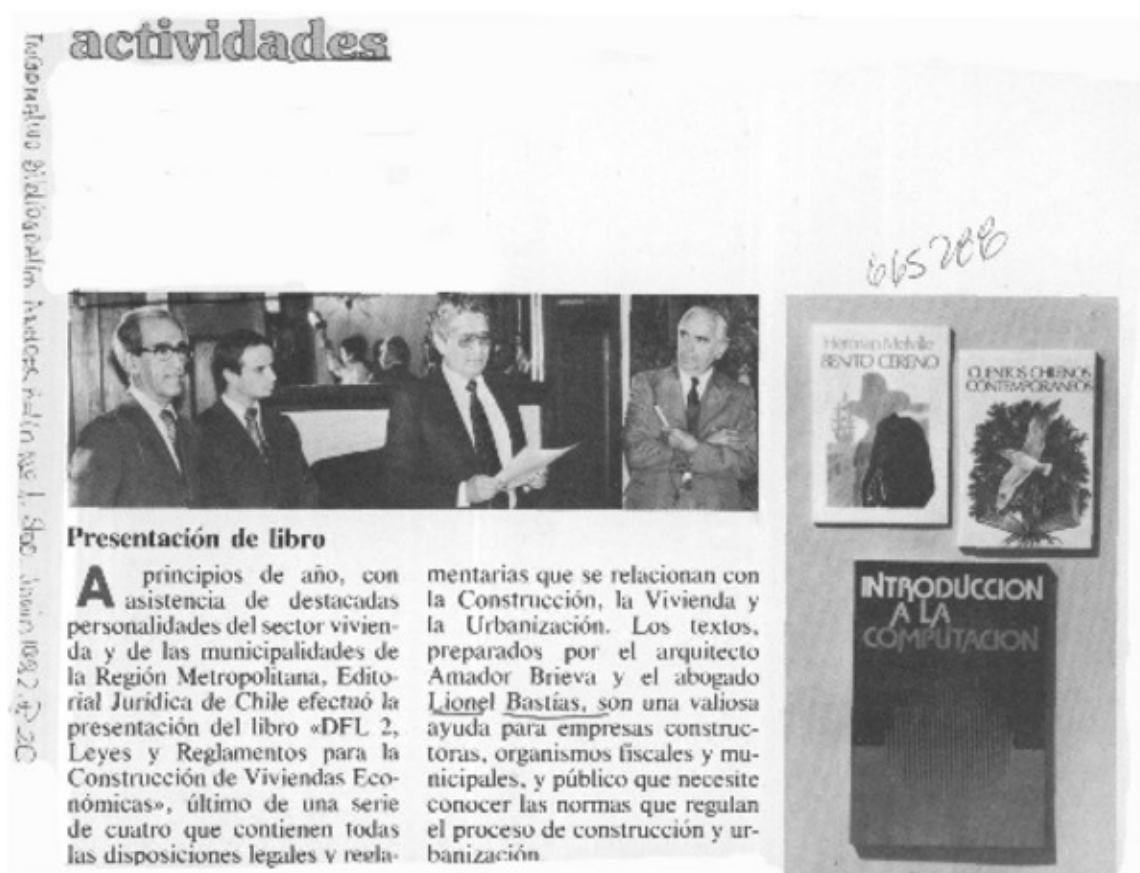 actividades
665288
Herman Melville
BENITO CERENO
CUENTOS CHILENOS
CONTEMPORANEOS
INTRODUCCION
A LA
COMPUTACION
Presentación de libro
A principios de año, con
asistencia de destacadas
personalidades del sector vivien-
da y de las municipalidades de
la Región Metropolitana, Edito-
rial Jurídica de Chile efectuó la
presentación del libro «DFL 2,
Leyes y Reglamentos para la
Construcción de Viviendas Eco-
nómicas», último de una serie
de cuatro que contienen todas
las disposiciones legales y regla-
mentarias que se relacionan con
la Construcción, la Vivienda y
la Urbanización. Los textos,
preparados por el arquitecto
Amador Brieva y el abogado
Lionel Bastías, son una valiosa
ayuda para empresas construc-
toras, organismos fiscales y mu-
nicipales, y público que necesite
conocer las normas que regulan
el proceso de construcción y ur-
banización.